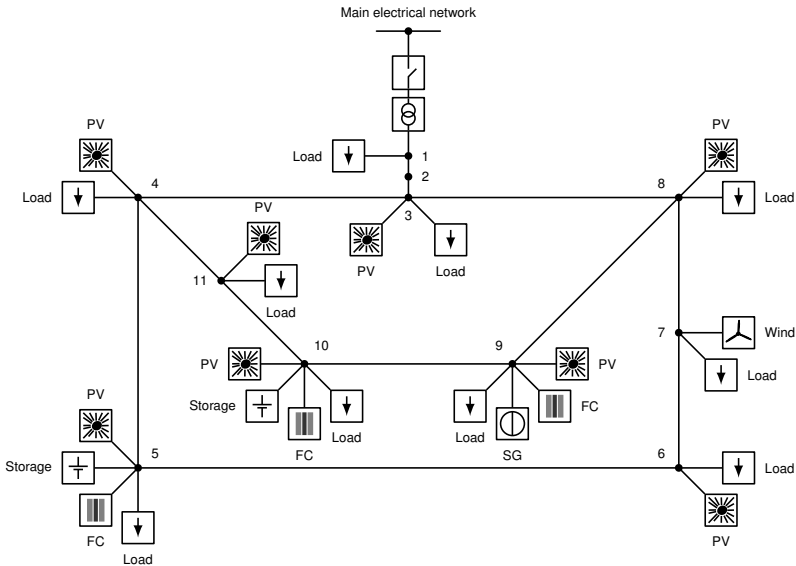 Main electrical network
Load
1
2
PV
4
Load
PV
8
Load
3
PV
Load
PV
11
Load
7
Wind
Load
10
PV
Storage
FC
Load
9
PV
FC
Load
SG
PV
5
Storage
FC
Load
6
Load
PV